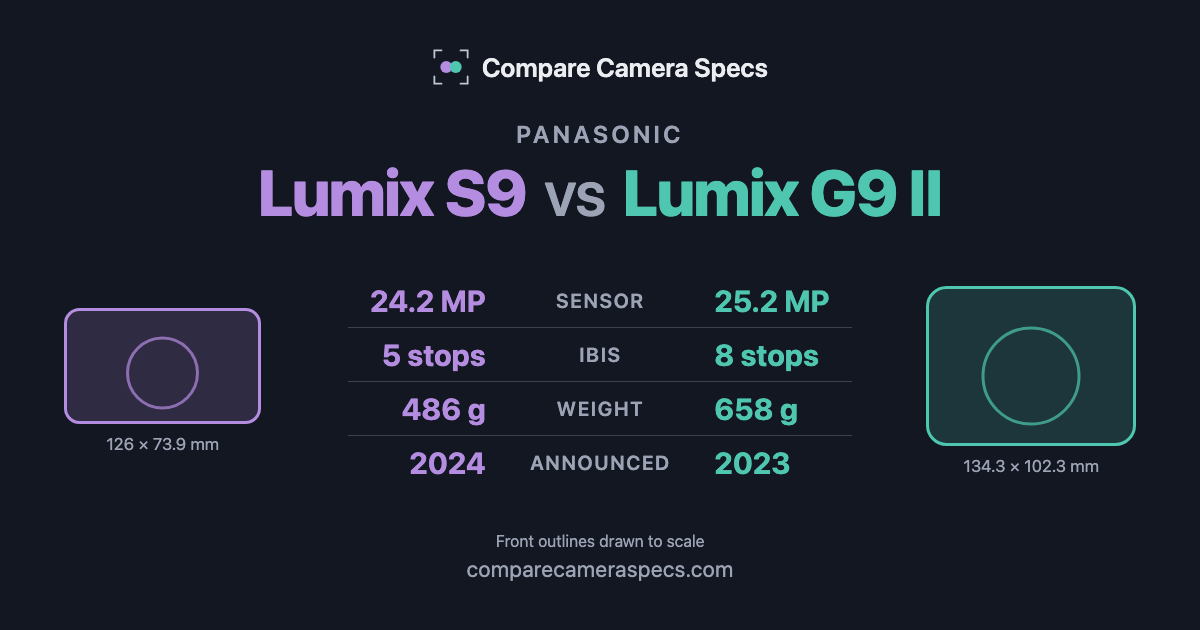 Compare Camera Specs
PANASONIC
Lumix S9 vs Lumix G9 II
24.2 MP SENSOR 25.2 MP
5 stops IBIS 8 stops
486 g WEIGHT 658 g
2024 ANNOUNCED 2023
126 × 73.9 mm
134.3 × 102.3 mm
Front outlines drawn to scale
comparecameraspecs.com